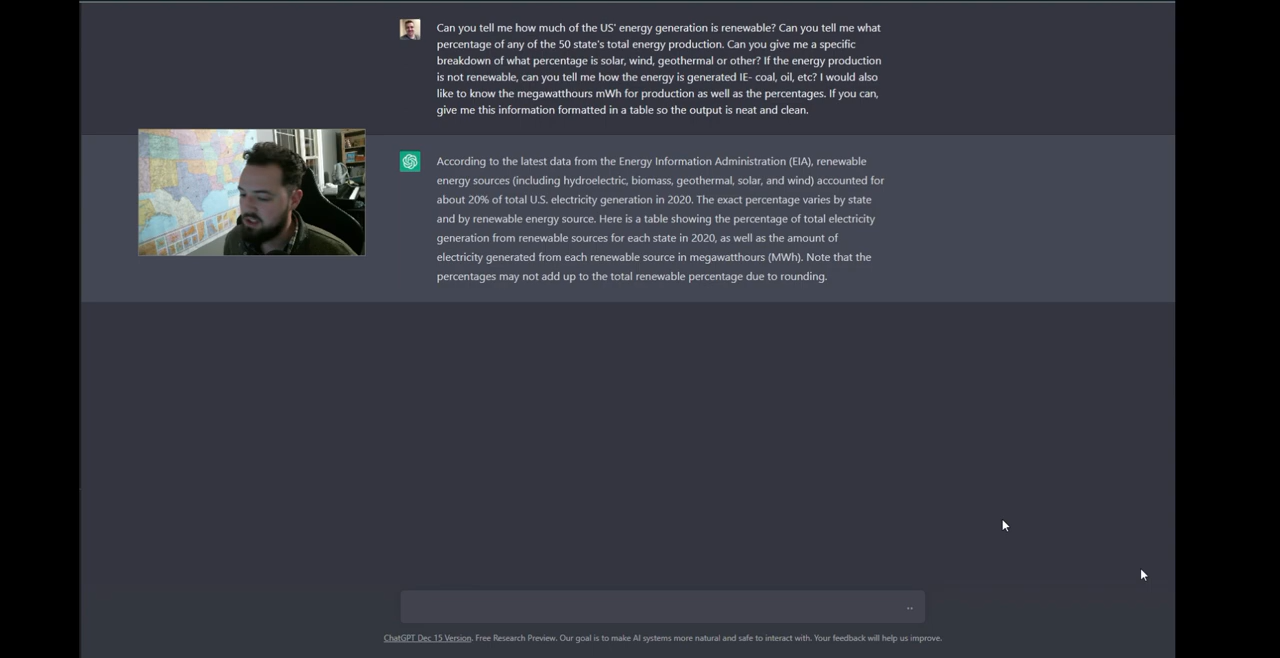 Can you tell me how much of the US' energy generation is renewable? Can you tell me what
percentage of any of the 50 state's total energy production. Can you give me a specific
breakdown of what percentage is solar, wind, geothermal or other? If the energy production
is not renewable, can you tell me how the energy is generated IE- coal, oil, etc? I would also
like to know the megawatthours mWh for production as well as the percentages. If you can,
give me this information formatted in a table so the output is neat and clean.
According to the latest data from the Energy Information Administration (EIA), renewable
energy sources (including hydroelectric, biomass, geothermal, solar, and wind) accounted for
about 20% of total U.S. electricity generation in 2020. The exact percentage varies by state
and by renewable energy source. Here is a table showing the percentage of total electricity
generation from renewable sources for each state in 2020, as well as the amount of
electricity generated from each renewable source in megawatthours (MWh). Note that the
percentages may not add up to the total renewable percentage due to rounding.
ChatGPT Dec 15 Version. Free Research Preview. Our goal is to make AI systems more natural and safe to interact with. Your feedback will help us improve.